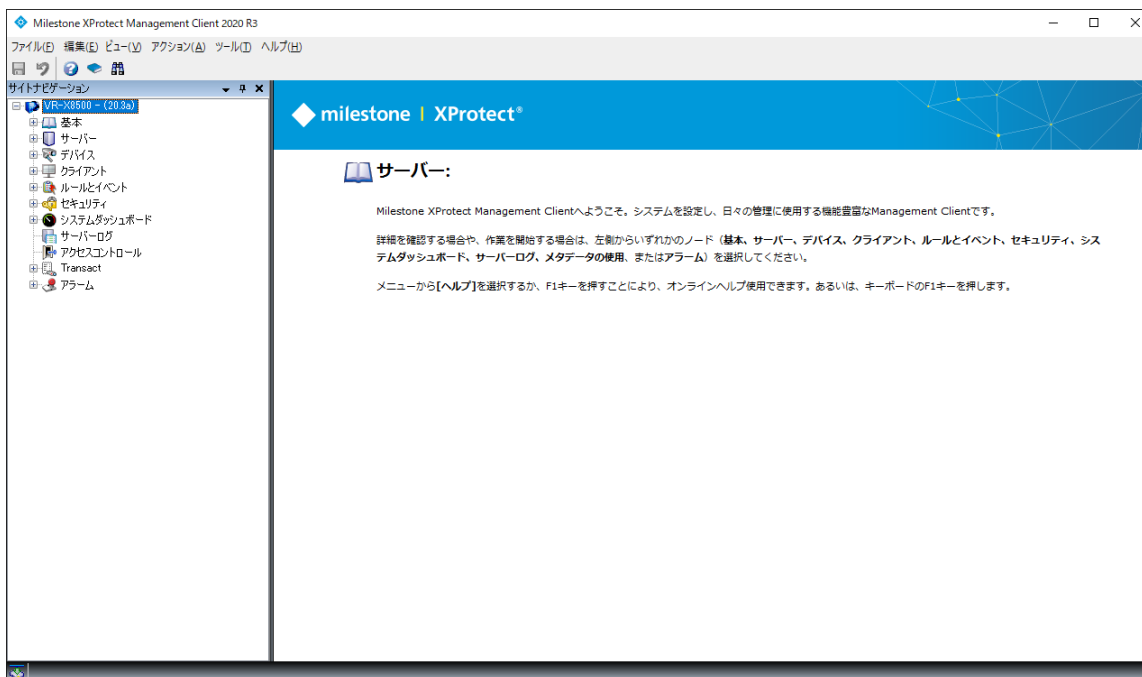 Milestone XProtect Management Client 2020 R3
ファイル(F) 編集(E) ビュー(V) アクション(A) ツール(T) ヘルプ(H)
サイトナビゲーション
VR-X8500 - (20.3a)
基本
サーバー
デバイス
クライアント
ルールとイベント
セキュリティ
システムダッシュボード
サーバーログ
アクセスコントロール
Transact
アラーム
milestone | XProtect®
サーバー:
Milestone XProtect Management Clientへようこそ。システムを設定し、日々の管理に使用する機能豊富なManagement Clientです。
詳細を確認する場合や、作業を開始する場合は、左側からいずれかのノード（基本、サーバー、デバイス、クライアント、ルールとイベント、セキュリティ、シス
テムダッシュボード、サーバーログ、メタデータの使用、またはアラーム）を選択してください。
メニューから[ヘルプ]を選択するか、F1キーを押すことにより、オンラインヘルプ使用できます。あるいは、キーボードのF1キーを押します。